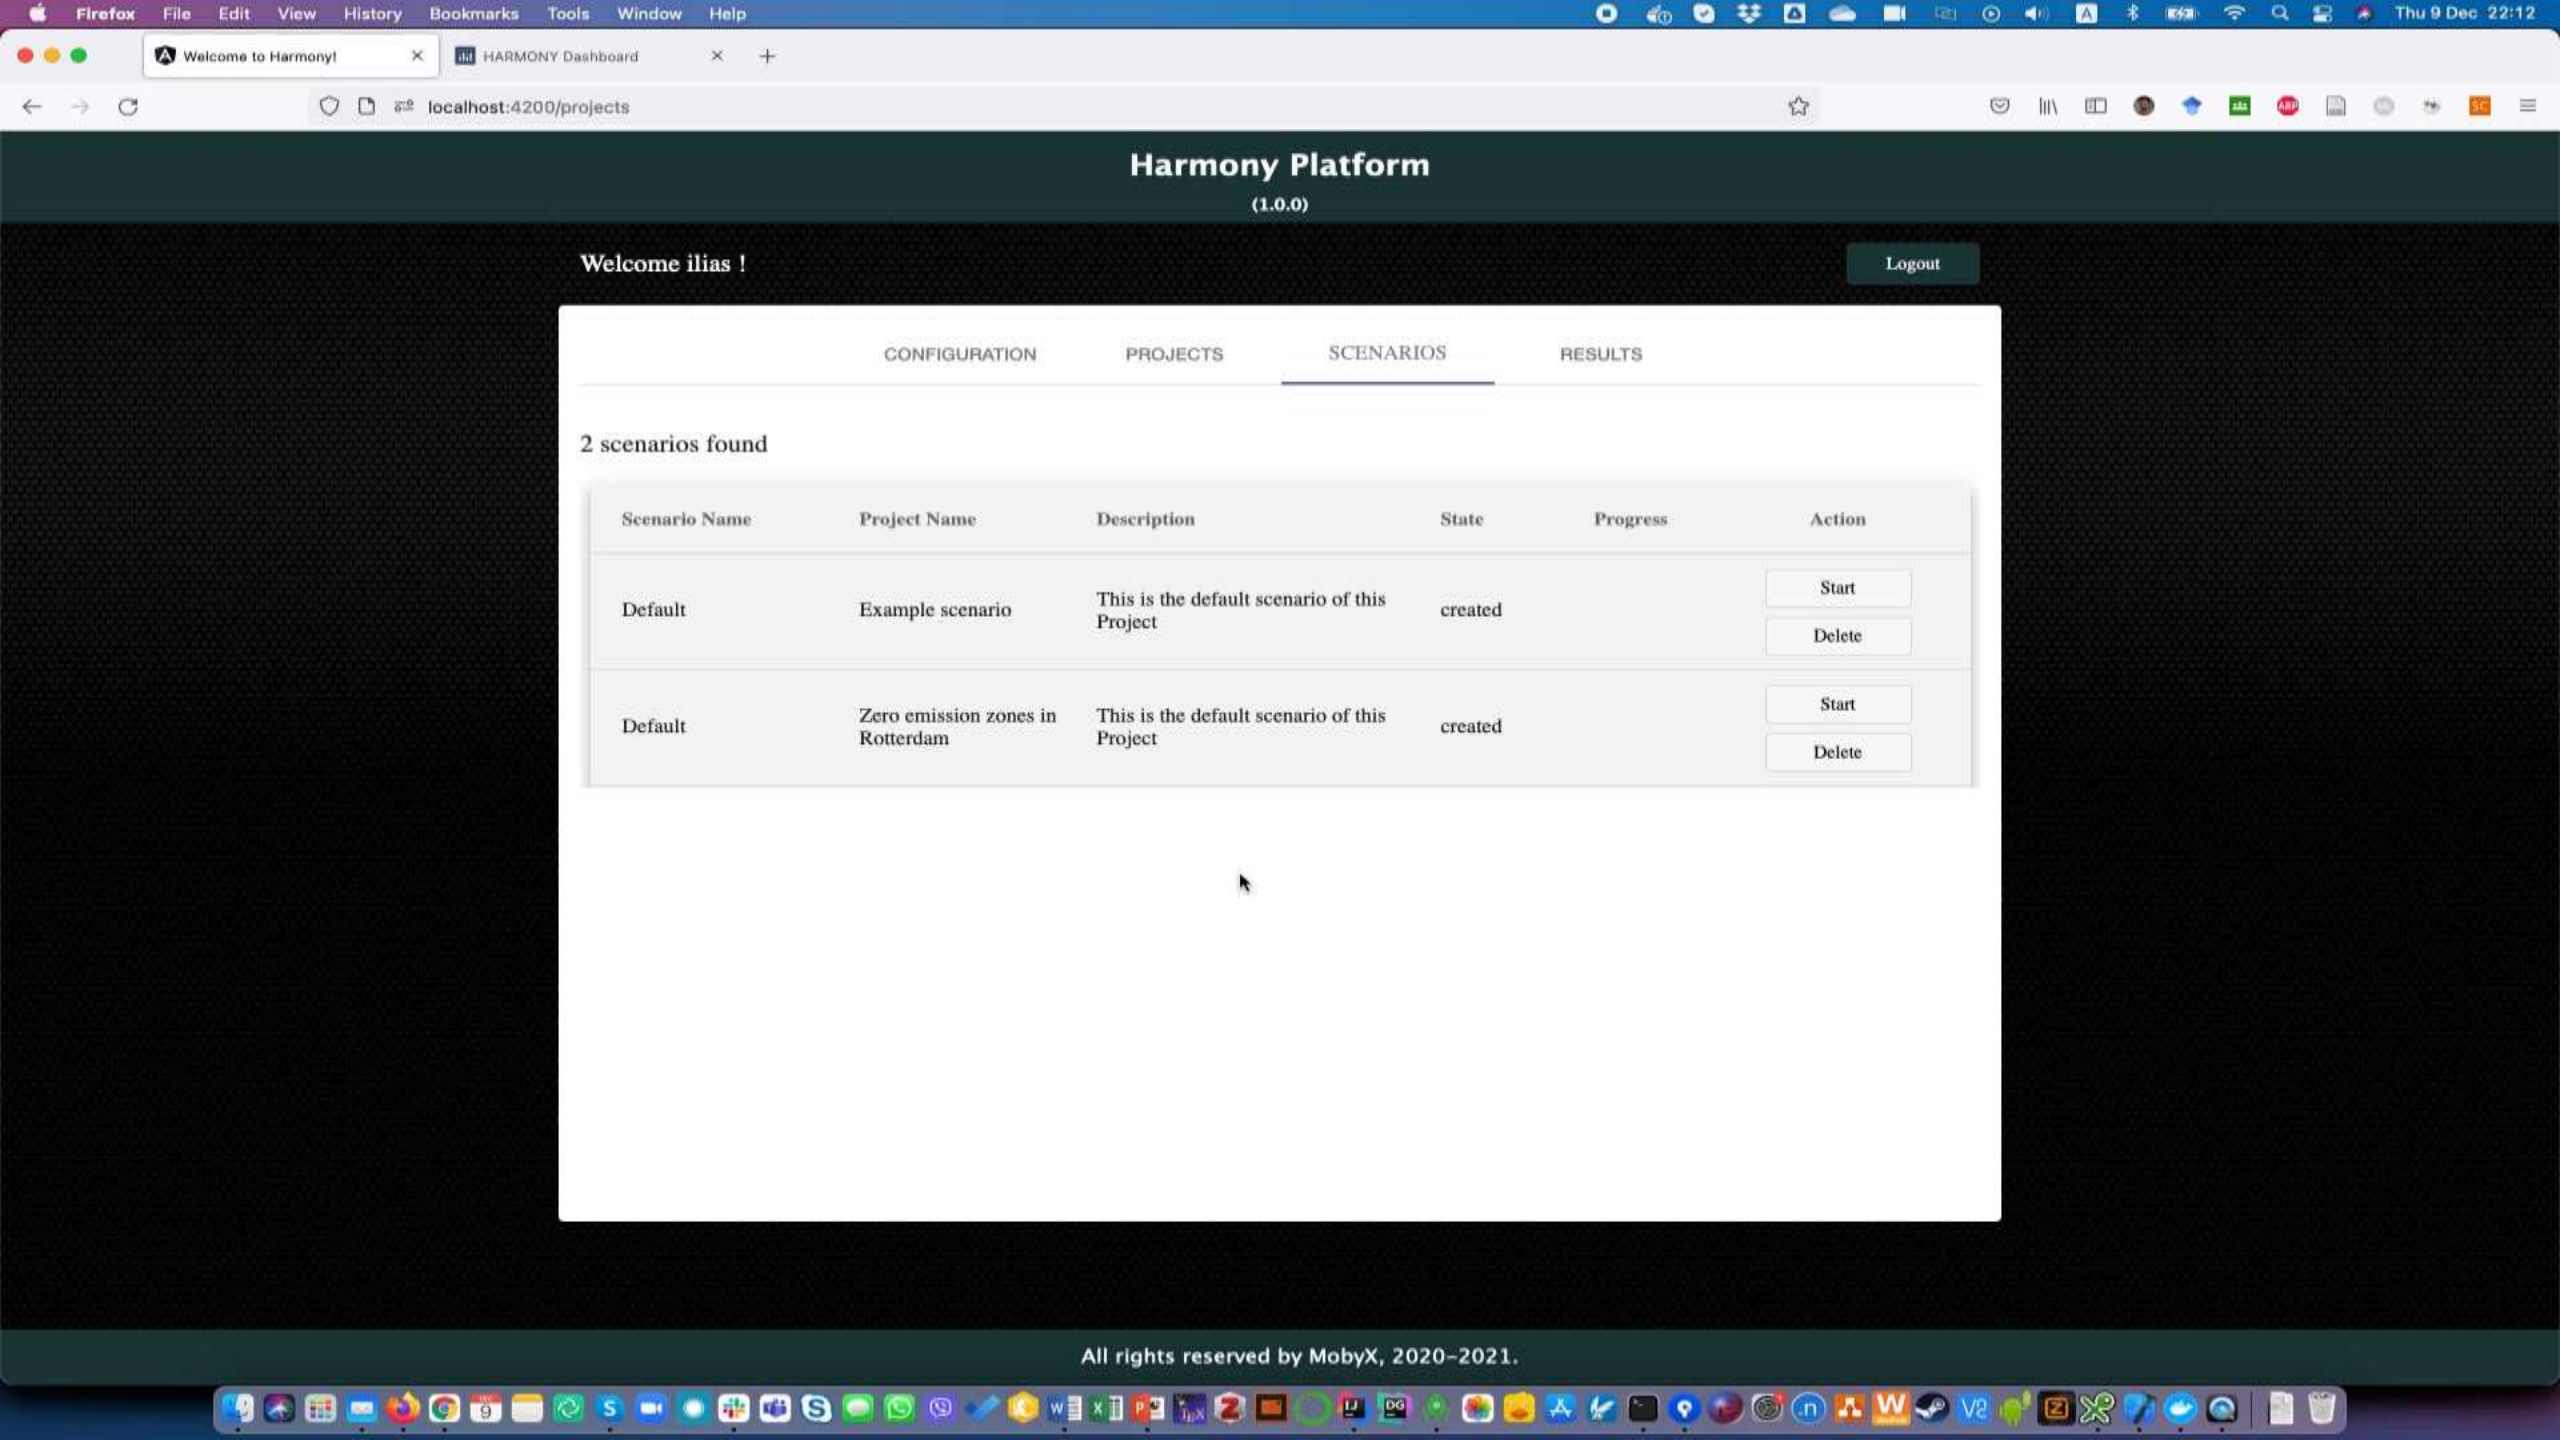 Firefox File Edit View History Bookmarks Tools Window Help Thu 9 Dec 22:12
Welcome to Harmony! HARMONY Dashboard
localhost:4200/projects
Harmony Platform
(1.0.0)
Welcome ilias !
Logout
CONFIGURATION PROJECTS SCENARIOS RESULTS
2 scenarios found
Scenario Name Project Name Description State Progress Action
Default Example scenario This is the default scenario of this Project created Start Delete
Default Zero emission zones in Rotterdam This is the default scenario of this Project created Start Delete
All rights reserved by MobyX, 2020-2021.